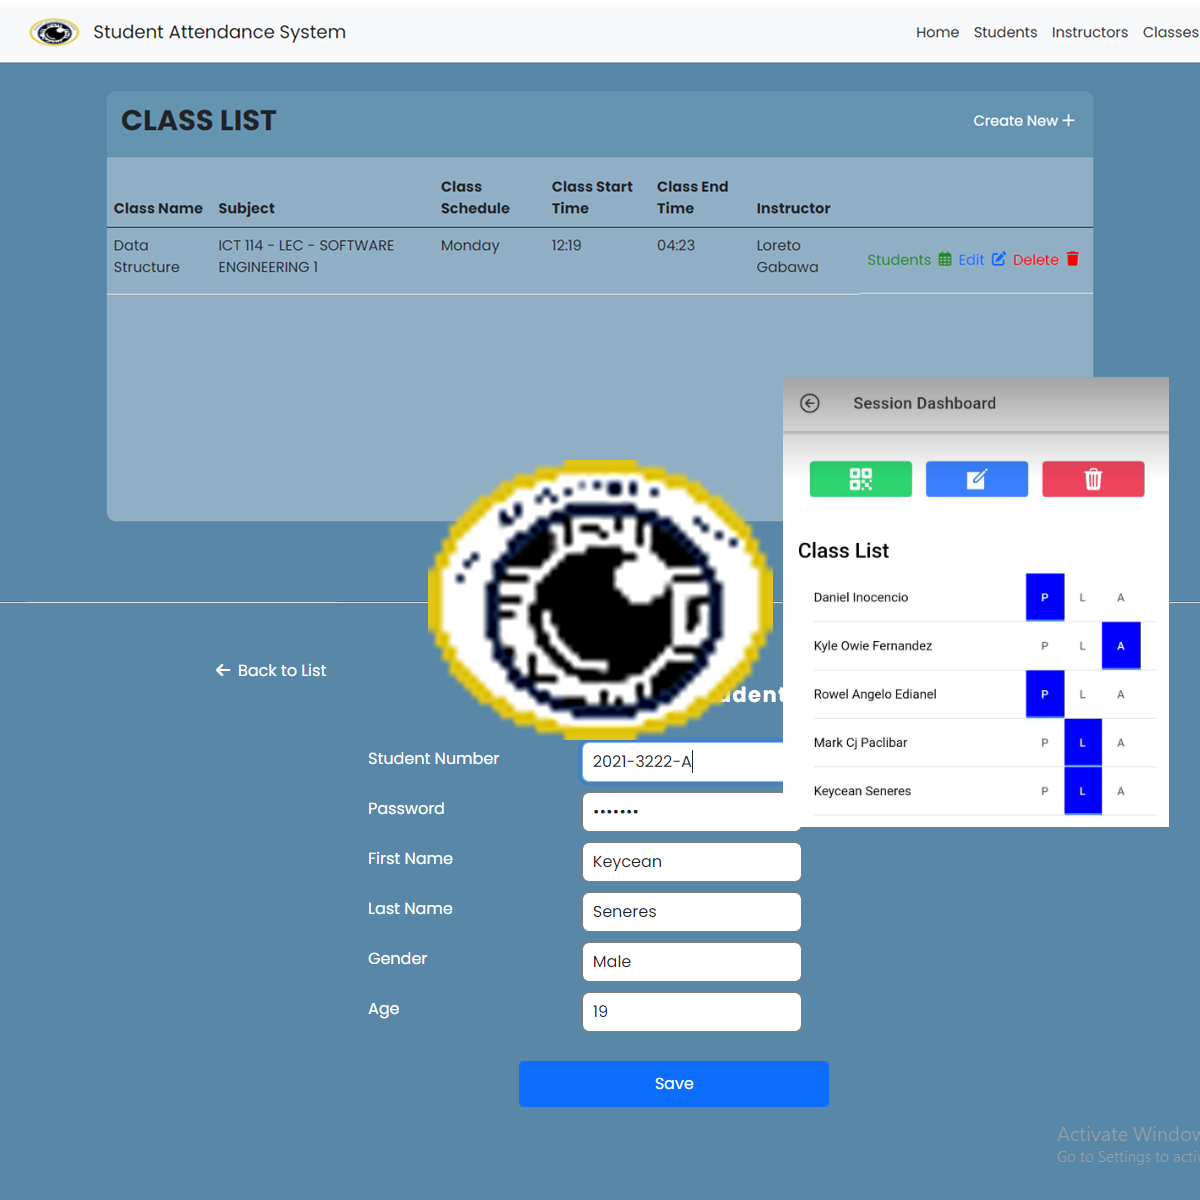 Student Attendance System
Home Students Instructors Classes
CLASS LIST
Create New +
Class Name Subject Class Schedule Class Start Time Class End Time Instructor
Data Structure ICT 114 - LEC - SOFTWARE ENGINEERING 1 Monday 12:19 04:23 Loreto Gabawa Students Edit Delete
Session Dashboard
Class List
Daniel Inocencio P L A
Kyle Owie Fernandez P L A
Rowel Angelo Edianel P L A
Mark Cj Paclibar P L A
Keycean Seneres P L A
Back to List
Student Number 2021-3222-A
Password •••••••
First Name Keycean
Last Name Seneres
Gender Male
Age 19
Save
Activate Window
Go to Settings to acti